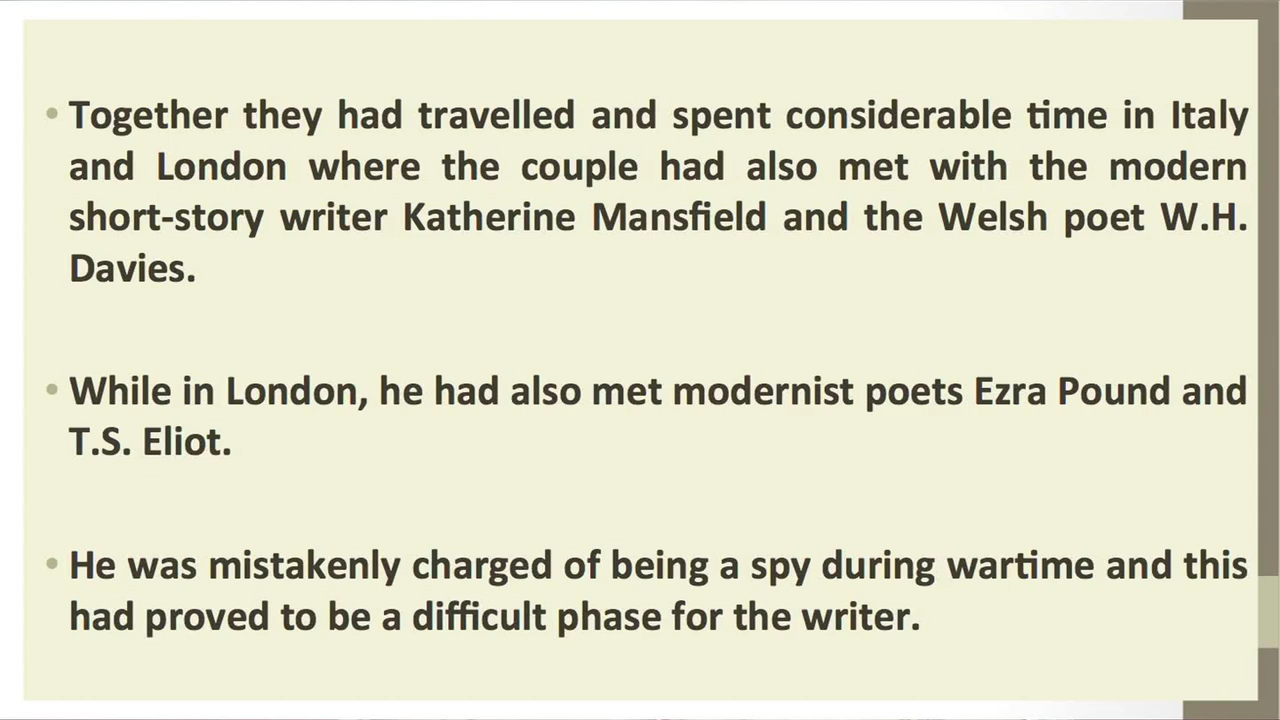 • Together they had travelled and spent considerable time in Italy
and London where the couple had also met with the modern
short-story writer Katherine Mansfield and the Welsh poet W.H.
Davies.
• While in London, he had also met modernist poets Ezra Pound and
T.S. Eliot.
• He was mistakenly charged of being a spy during wartime and this
had proved to be a difficult phase for the writer.